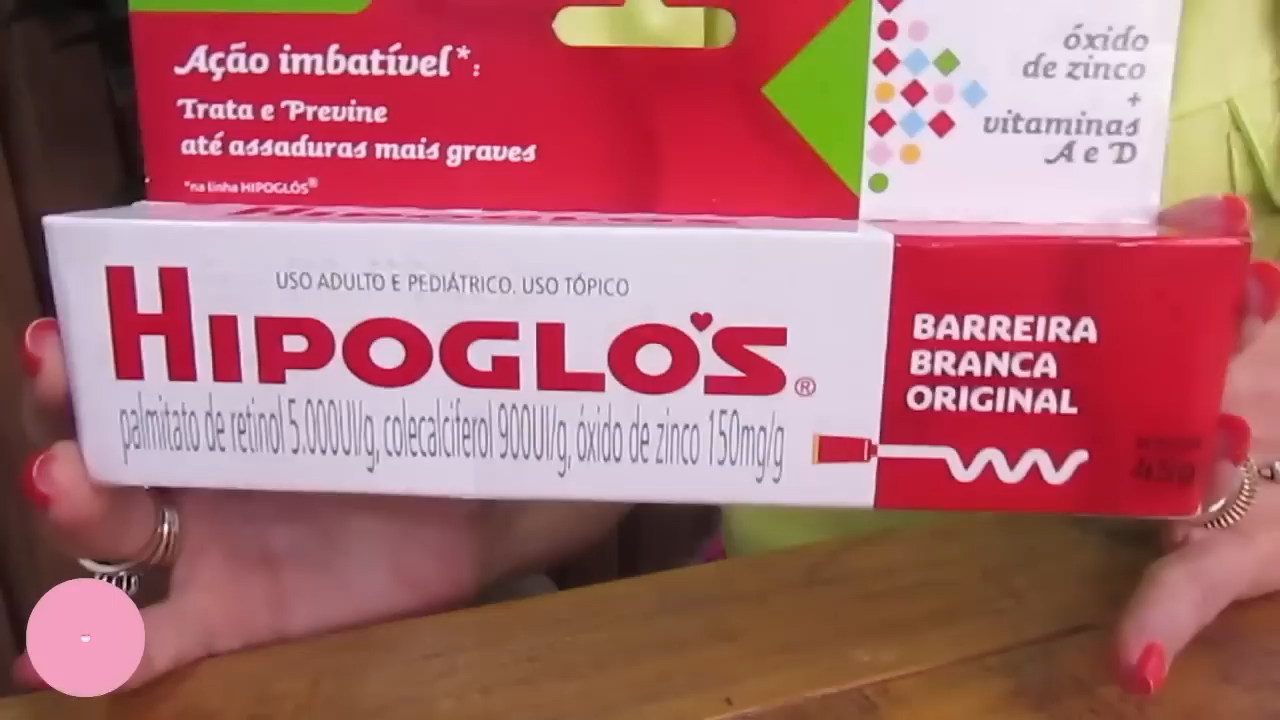 Ação imbatível*:
Trata e Previne
até assaduras mais graves
*na linha HIPOGLÓS®
óxido
de zinco
+
vitaminas
A e D
USO ADULTO E PEDIÁTRICO. USO TÓPICO
HIPOGLÓS®
palmitato de retinol 5.000UI/g, colecalciferol 900UI/g, óxido de zinco 150mg/g
BARREIRA
BRANCA
ORIGINAL
45g